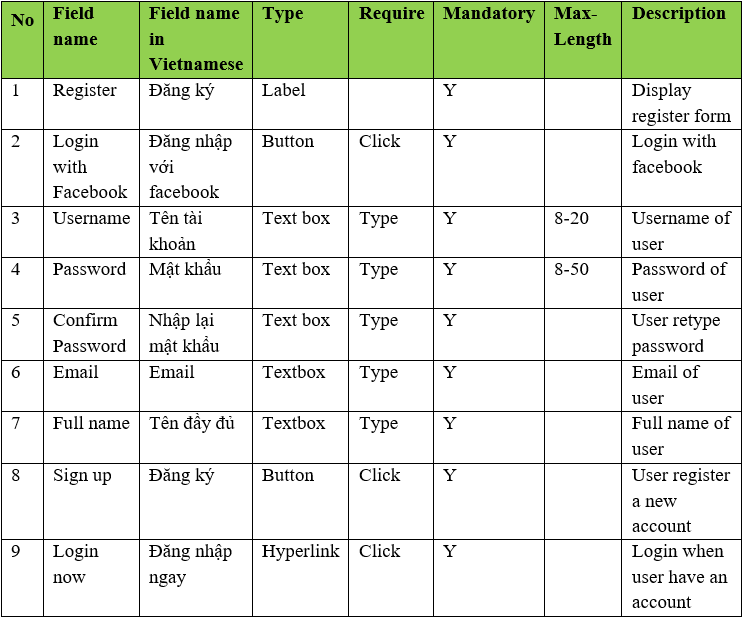 No Field name Field name in Vietnamese Type Require Mandatory Max-Length Description
1 Register Đăng ký Label Y Display register form
2 Login with Facebook Đăng nhập với facebook Button Click Y Login with facebook
3 Username Tên tài khoản Text box Type Y 8-20 Username of user
4 Password Mật khẩu Text box Type Y 8-50 Password of user
5 Confirm Password Nhập lại mật khẩu Text box Type Y User retype password
6 Email Email Textbox Type Y Email of user
7 Full name Tên đầy đủ Textbox Type Y Full name of user
8 Sign up Đăng ký Button Click Y User register a new account
9 Login now Đăng nhập ngay Hyperlink Click Y Login when user have an account